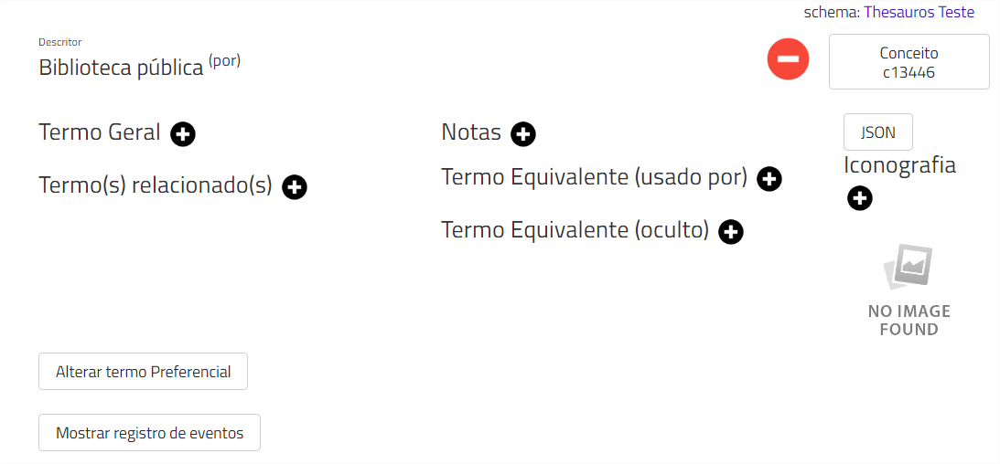 schema: Thesauros Teste
Descritor
Biblioteca pública (por)
Conceito
c13446
Termo Geral
Termo(s) relacionado(s)
Notas
Termo Equivalente (usado por)
Termo Equivalente (oculto)
JSON
Iconografia
NO IMAGE
FOUND
Alterar termo Preferencial
Mostrar registro de eventos